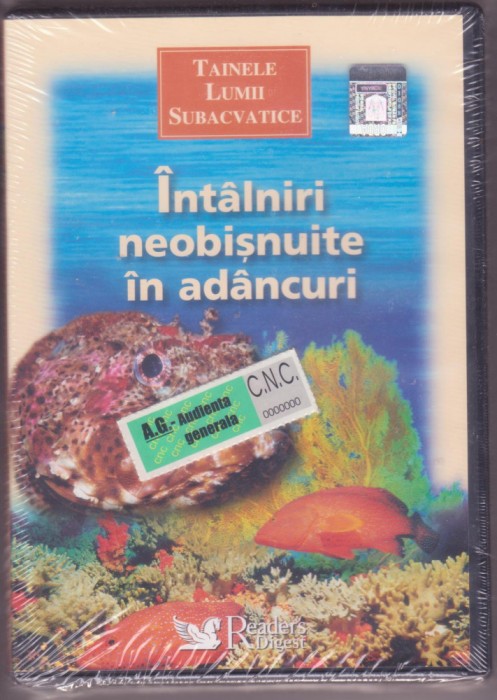 TAINELE
LUMII
SUBACVATICE
Întâlniri
neobișnuite
în adâncuri
A.G.- Audienta
generala
C.N.C.
0000000
Reader's
Digest